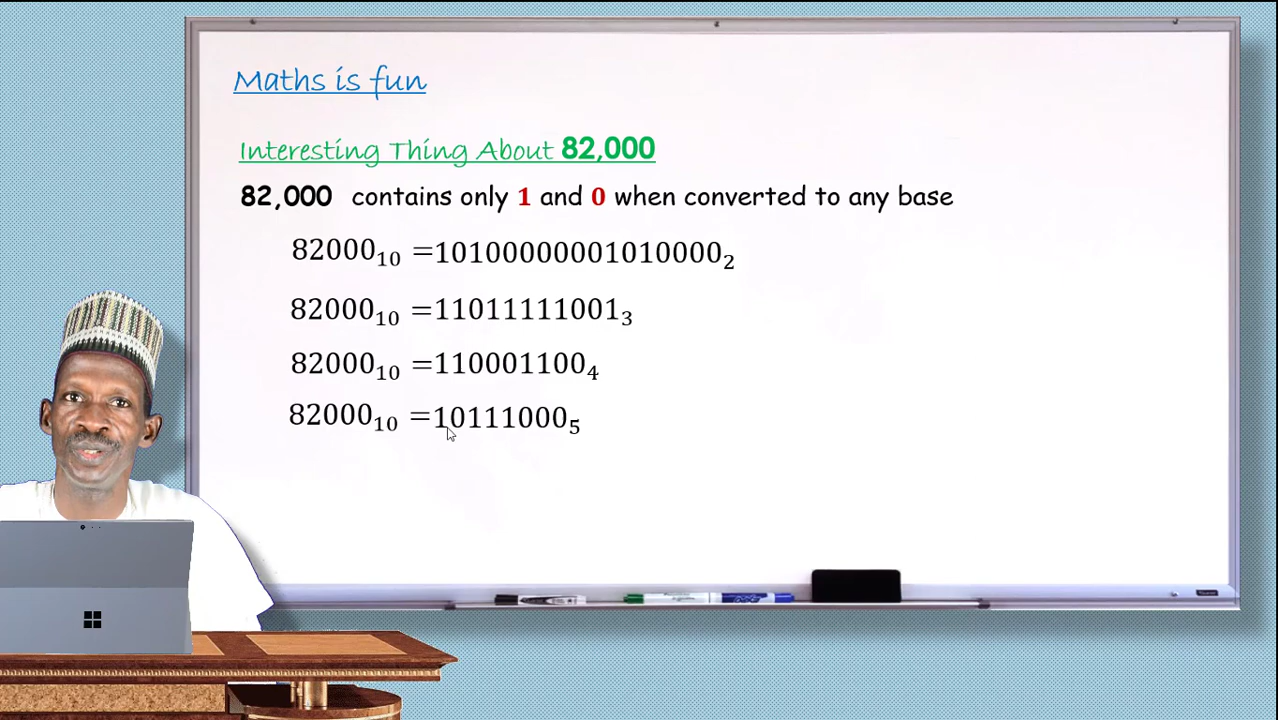 Maths is fun
Interesting Thing About 82,000
82,000 contains only 1 and 0 when converted to any base
82000₁₀ =10100000001010000₂
82000₁₀ =11011111001₃
82000₁₀ =110001100₄
82000₁₀ =10111000₅